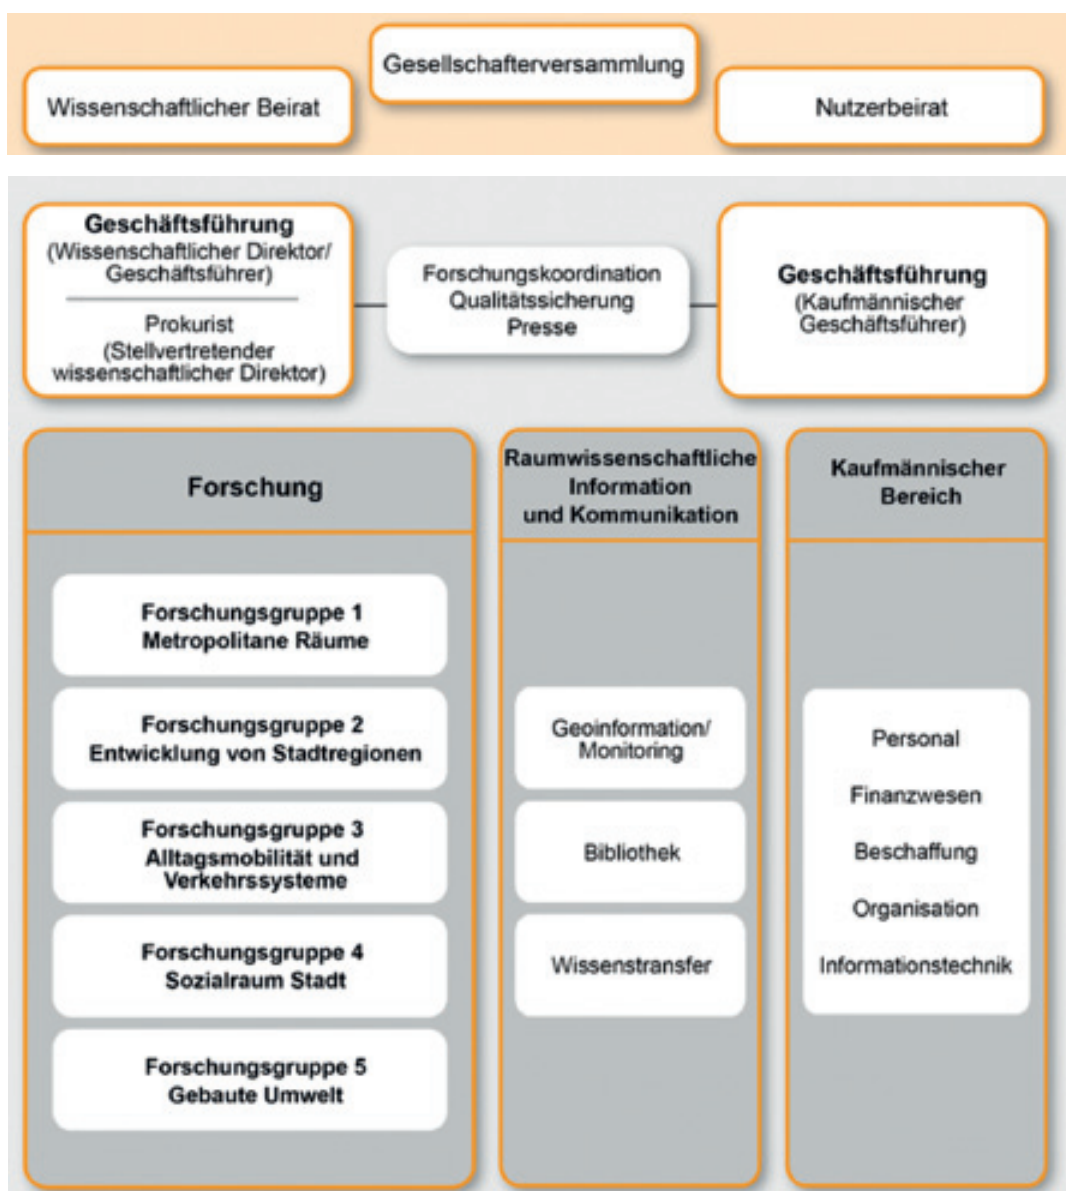 Gesellschafterversammlung
Wissenschaftlicher Beirat
Nutzerbeirat
Geschäftsführung
(Wissenschaftlicher Direktor/
Geschäftsführer)
Prokurist
(Stellvertretender
wissenschaftlicher Direktor)
Forschungskoordination
Qualitätssicherung
Presse
Geschäftsführung
(Kaufmännischer
Geschäftsführer)
Forschung
Forschungsgruppe 1
Metropolitane Räume
Forschungsgruppe 2
Entwicklung von Stadtregionen
Forschungsgruppe 3
Alltagsmobilität und
Verkehrssysteme
Forschungsgruppe 4
Sozialraum Stadt
Forschungsgruppe 5
Gebaute Umwelt
Raumwissenschaftliche
Information
und Kommunikation
Geoinformation/
Monitoring
Bibliothek
Wissenstransfer
Kaufmännischer
Bereich
Personal
Finanzwesen
Beschaffung
Organisation
Informationstechnik